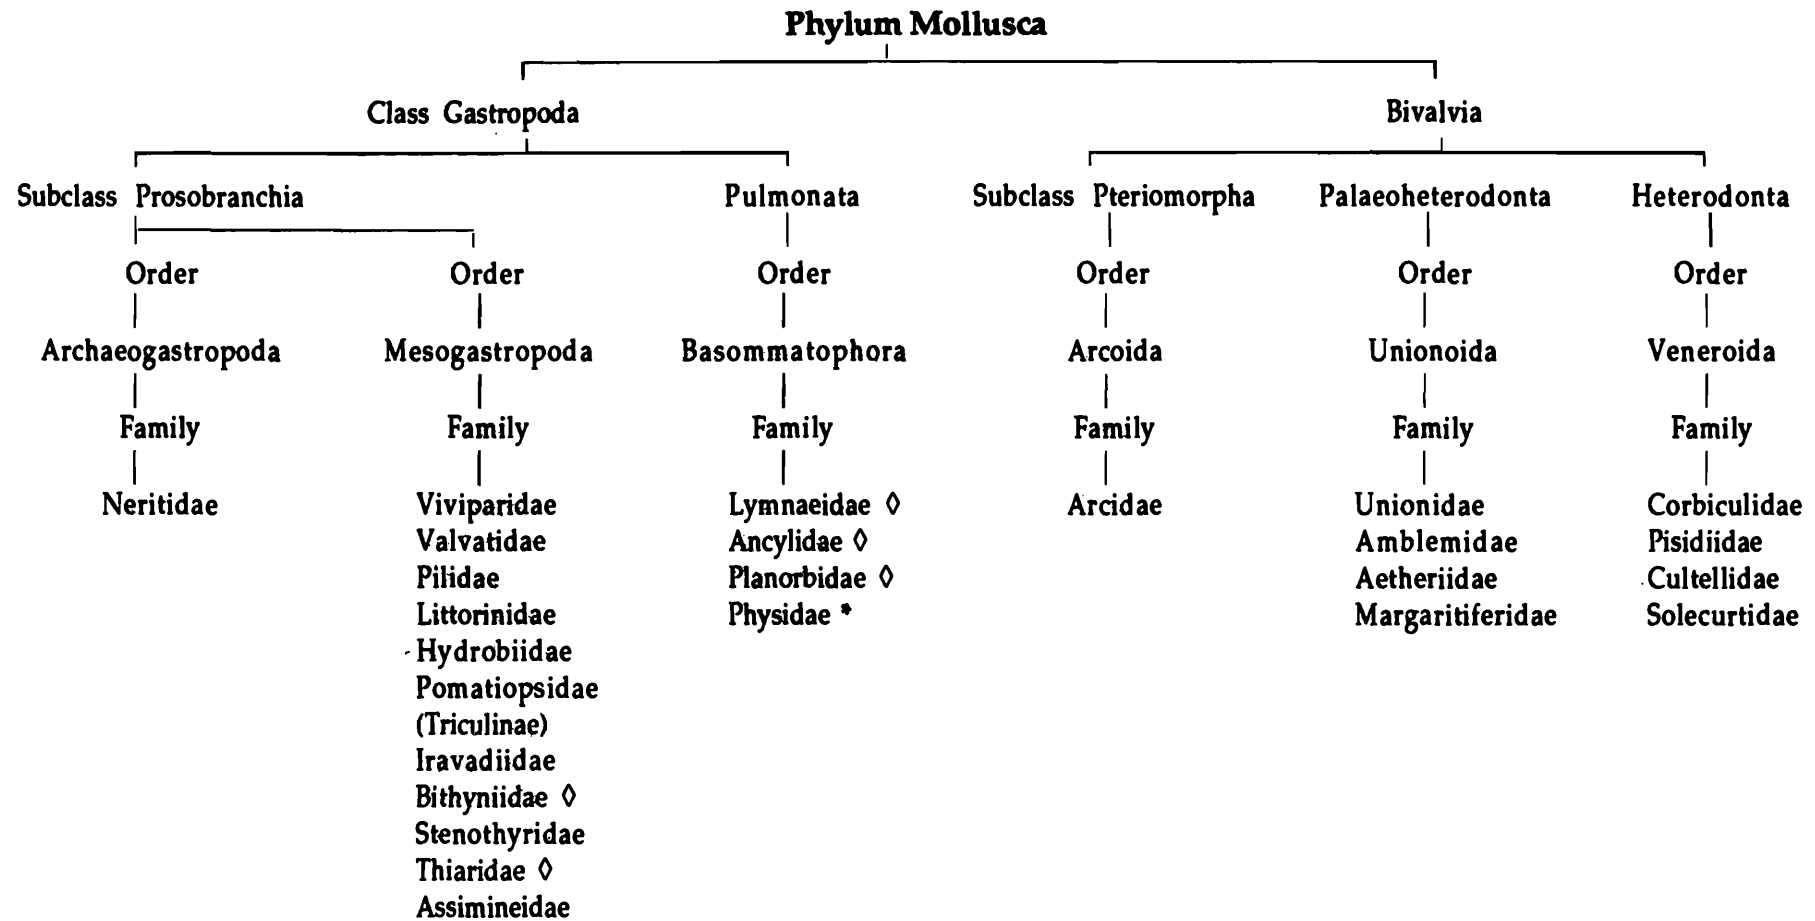 Phylum Mollusca
Class Gastropoda Bivalvia
Subclass Prosobranchia Pulmonata Subclass Pteriomorpha Palaeoheterodonta Heterodonta
Order Order Order Order Order Order
Archaeogastropoda Mesogastropoda Basommatophora Arcoida Unionoida Veneroida
Family Family Family Family Family Family
Neritidae Viviparidae Lymnaeidae ◊ Arcidae Unionidae Corbiculidae
Valvatidae Ancylidae ◊ Amblemidae Pisidiidae
Pilidae Planorbidae ◊ Aetheriidae Cultellidae
Littorinidae Physidae * Margaritiferidae Solecurtidae
Hydrobiidae
Pomatiopsidae
(Triculinae)
Iravadiidae
Bithyniidae ◊
Stenothyridae
Thiaridae ◊
Assimineidae